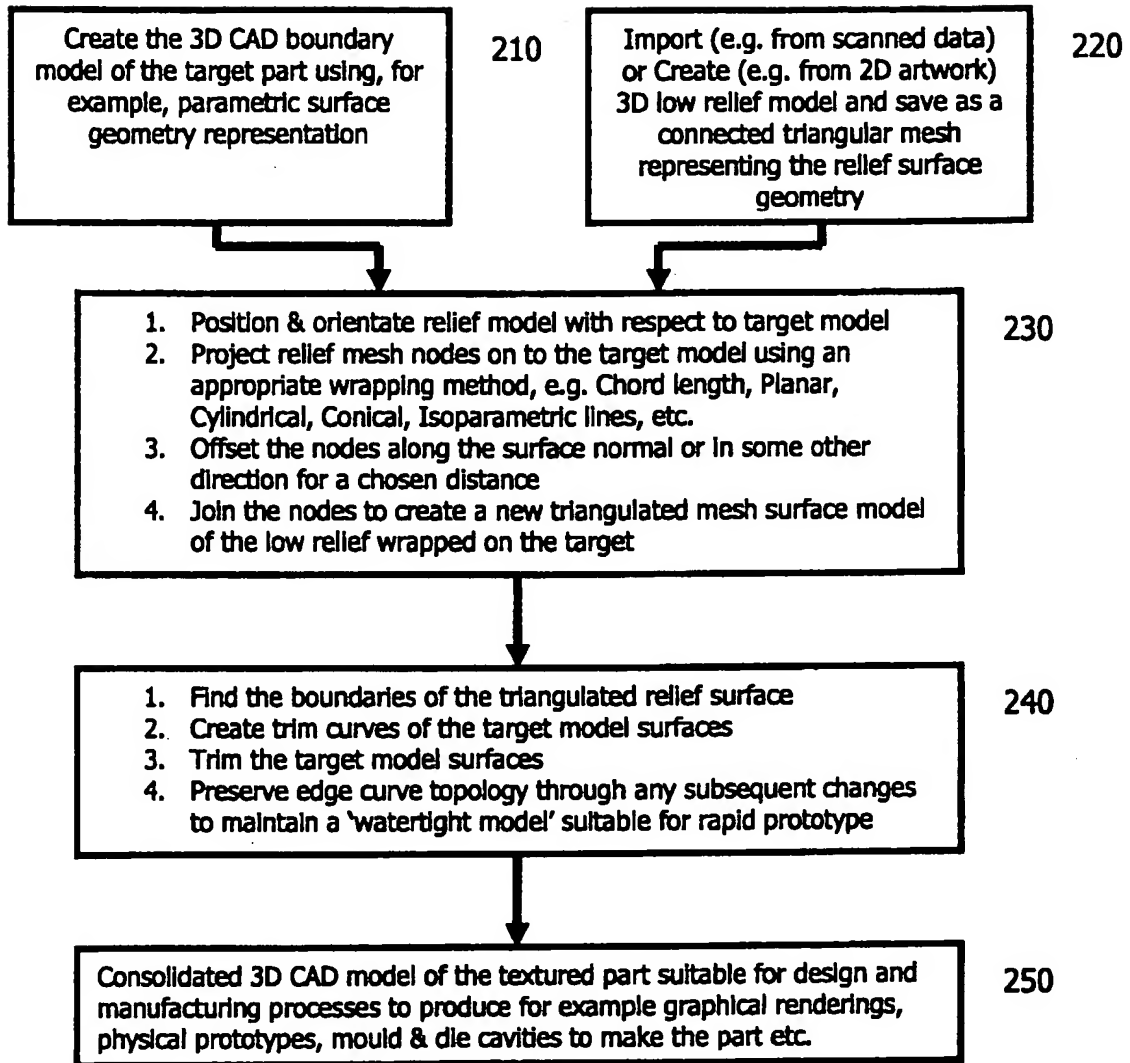 Create the 3D CAD boundary
model of the target part using, for
example, parametric surface
geometry representation
210
Import (e.g. from scanned data)
or Create (e.g. from 2D artwork)
3D low relief model and save as a
connected triangular mesh
representing the relief surface
geometry
220
1. Position & orientate relief model with respect to target model
2. Project relief mesh nodes on to the target model using an
appropriate wrapping method, e.g. Chord length, Planar,
Cylindrical, Conical, Isoparametric lines, etc.
3. Offset the nodes along the surface normal or in some other
direction for a chosen distance
4. Join the nodes to create a new triangulated mesh surface model
of the low relief wrapped on the target
230
1. Find the boundaries of the triangulated relief surface
2. Create trim curves of the target model surfaces
3. Trim the target model surfaces
4. Preserve edge curve topology through any subsequent changes
to maintain a 'watertight model' suitable for rapid prototype
240
Consolidated 3D CAD model of the textured part suitable for design and
manufacturing processes to produce for example graphical renderings,
physical prototypes, mould & die cavities to make the part etc.
250